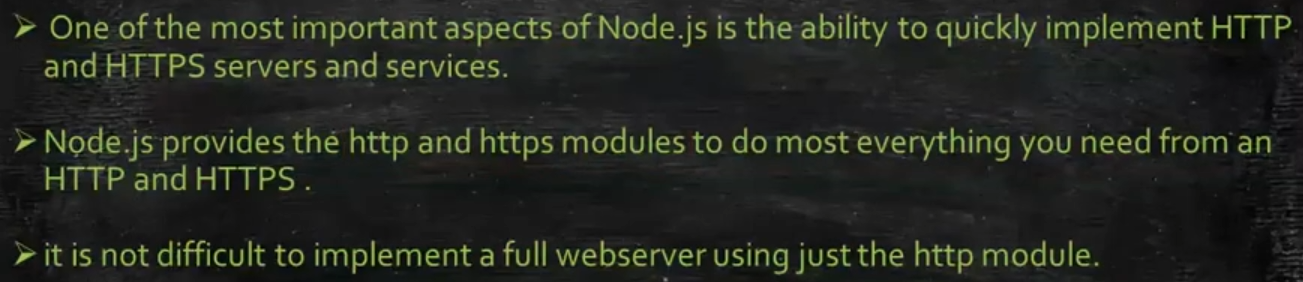 ➢ One of the most important aspects of Node.js is the ability to quickly implement HTTP
and HTTPS servers and services.
➢ Node.js provides the http and https modules to do most everything you need from an
HTTP and HTTPS .
➢ it is not difficult to implement a full webserver using just the http module.